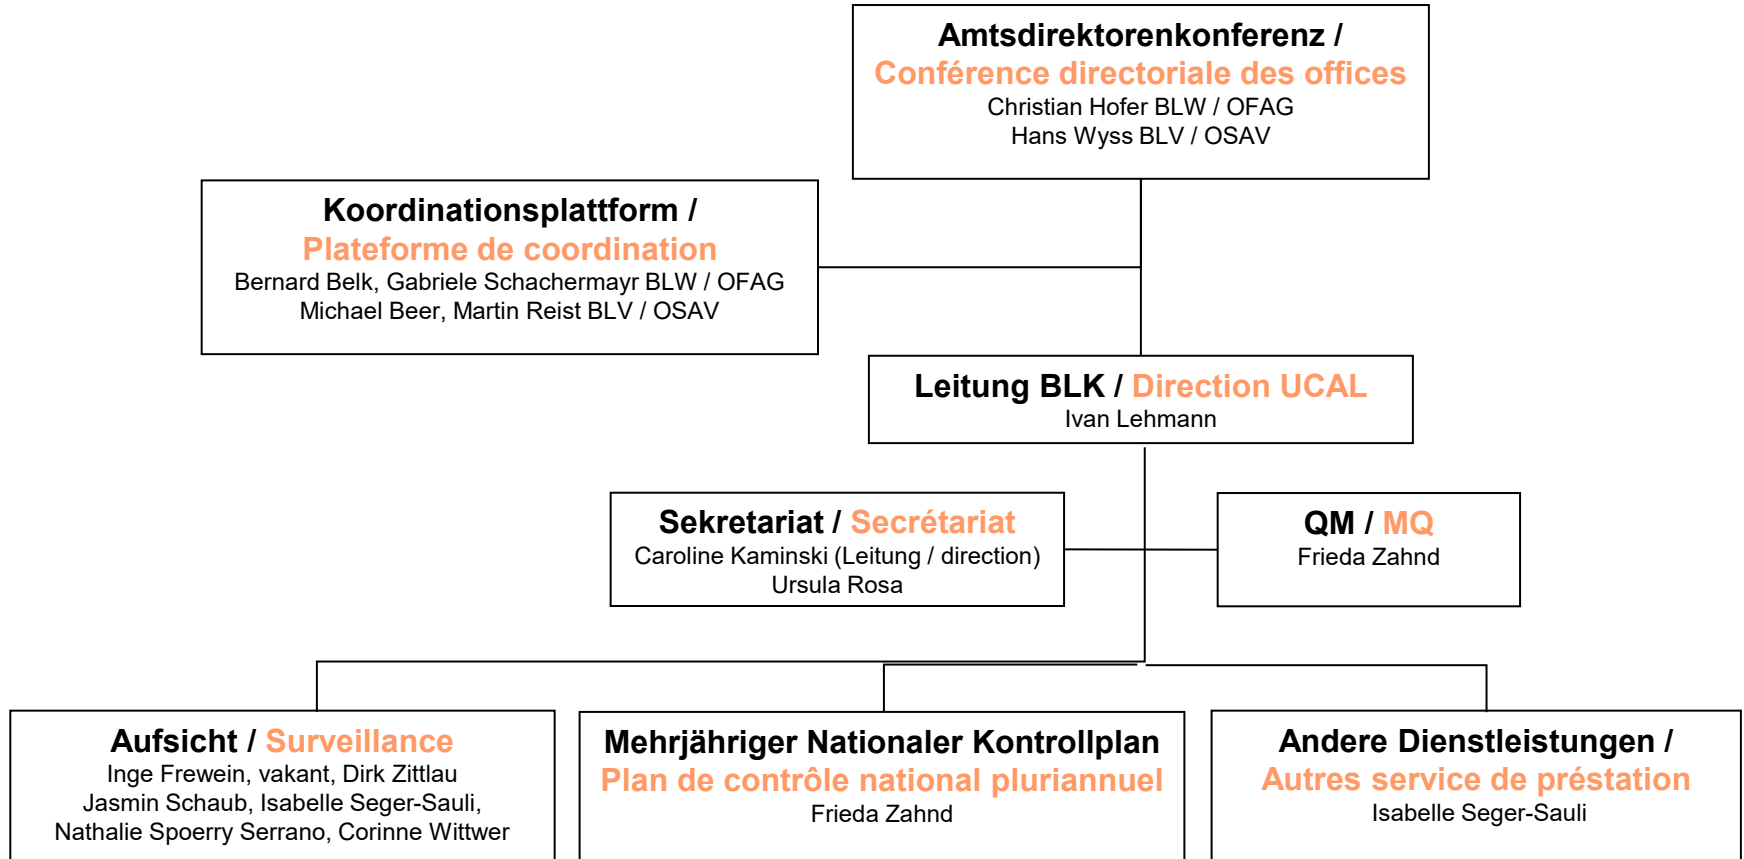 Amtsdirektorenkonferenz /
Conférence directoriale des offices
Christian Hofer BLW / OFAG
Hans Wyss BLV / OSAV
Koordinationsplattform /
Plateforme de coordination
Bernard Belk, Gabriele Schachermayr BLW / OFAG
Michael Beer, Martin Reist BLV / OSAV
Leitung BLK / Direction UCAL
Ivan Lehmann
Sekretariat / Secrétariat
Caroline Kaminski (Leitung / direction)
Ursula Rosa
QM / MQ
Frieda Zahnd
Aufsicht / Surveillance
Inge Frewein, vakant, Dirk Zittlau
Jasmin Schaub, Isabelle Seger-Sauli,
Nathalie Spoerry Serrano, Corinne Wittwer
Mehrjähriger Nationaler Kontrollplan
Plan de contrôle national pluriannuel
Frieda Zahnd
Andere Dienstleistungen /
Autres service de préstation
Isabelle Seger-Sauli